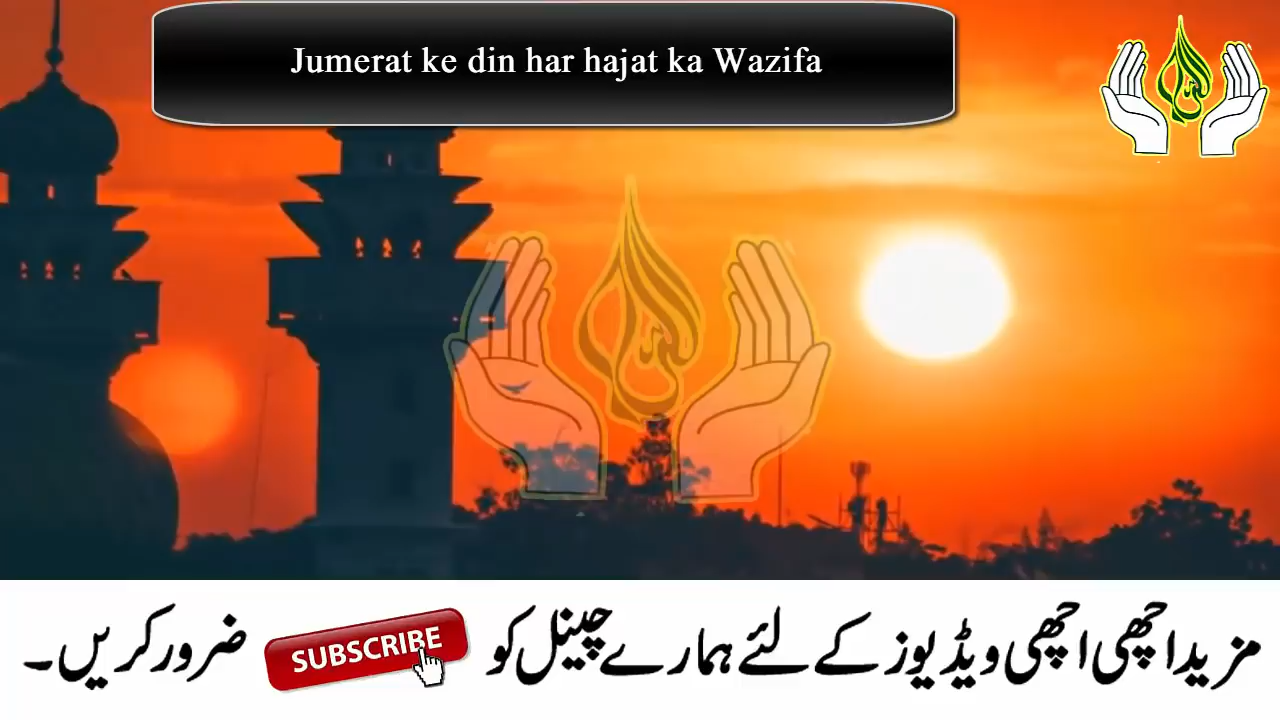 Jumerat ke din har hajat ka Wazifa
مزید اچھی اچھی ویڈیوز کے لئے ہمارے چینل کو SUBSCRIBE ضرور کریں۔